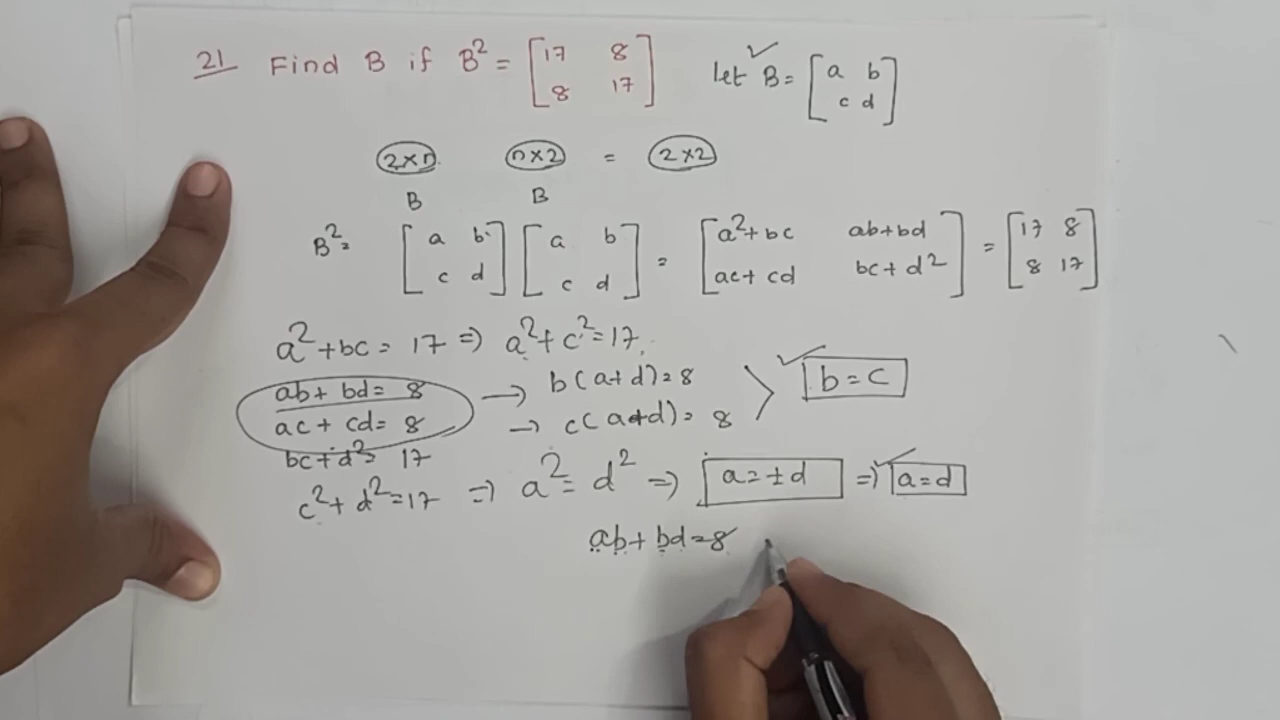 21 Find B if B² = [17 8 let B = [a b
8 17] c d]
2×n n×2 = 2×2
B B
B² = [a b [a b = [a²+bc ab+bd = [17 8
c d] c d] ac+cd bc+d²] 8 17]
a²+bc = 17 ⇒ a²+c²=17.
ab+bd = 8 → b(a+d)=8 > b=c
ac+cd= 8 → c(a+d)= 8
bc+d²= 17
c²+d²=17 ⇒ a²=d² ⇒ a=±d ⇒ a=d
ab+bd=8